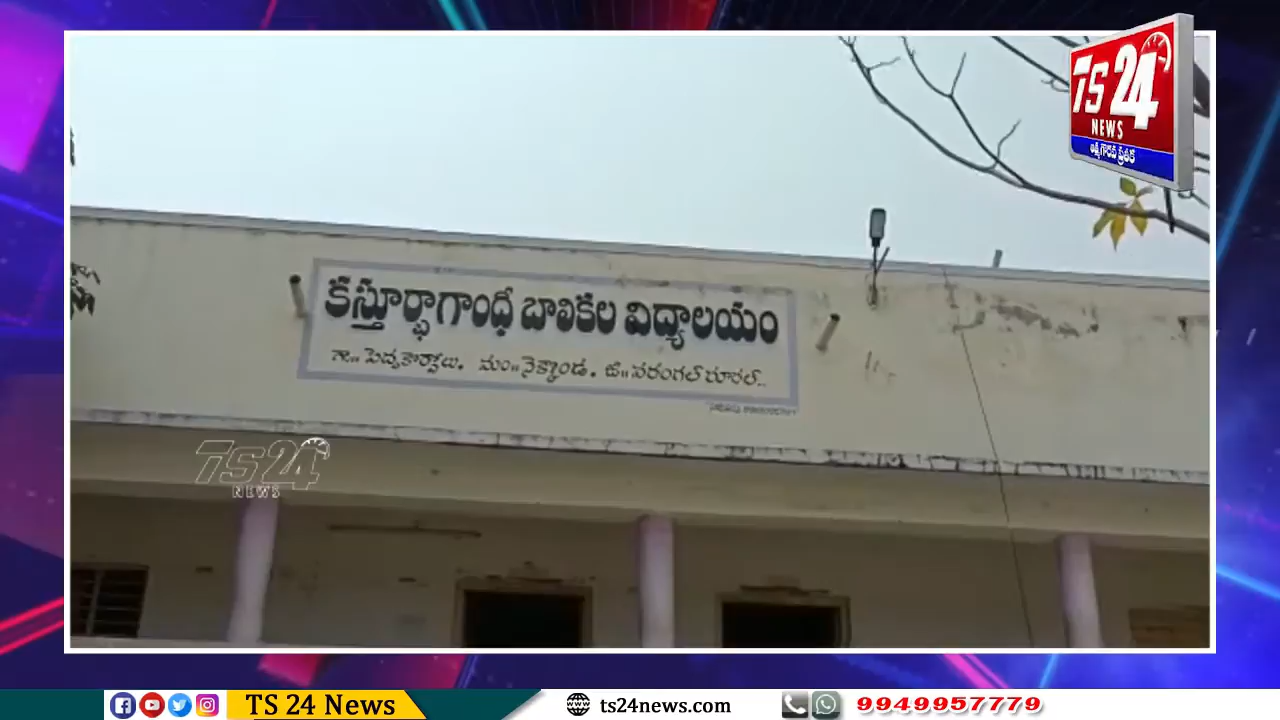 TS 24
NEWS
కస్తూర్భాగాంధీ బాలికల విద్యాలయం
గ్రా॥ పెద్దకొర్పోలు. మం॥ నెక్కొండ. జి॥ వరంగల్ రూరల్..
TS 24
NEWS
TS 24 News
ts24news.com
9949957779